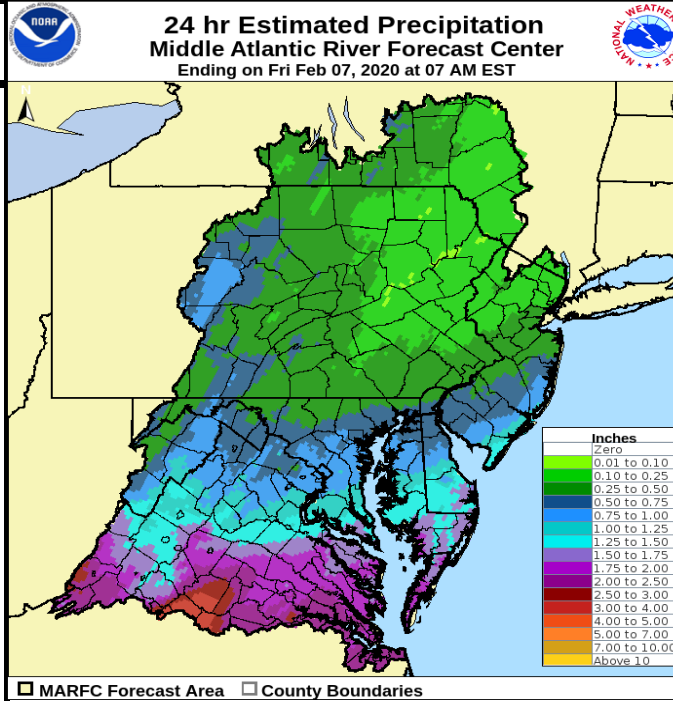 24 hr Estimated Precipitation
Middle Atlantic River Forecast Center
Ending on Fri Feb 07, 2020 at 07 AM EST
NOAA
NATIONAL WEATHER
N
Inches
Zero
0.01 to 0.10
0.10 to 0.25
0.25 to 0.50
0.50 to 0.75
0.75 to 1.00
1.00 to 1.25
1.25 to 1.50
1.50 to 1.75
1.75 to 2.00
2.00 to 2.50
2.50 to 3.00
3.00 to 4.00
4.00 to 5.00
5.00 to 7.00
7.00 to 10.00
Above 10
MARFC Forecast Area
County Boundaries